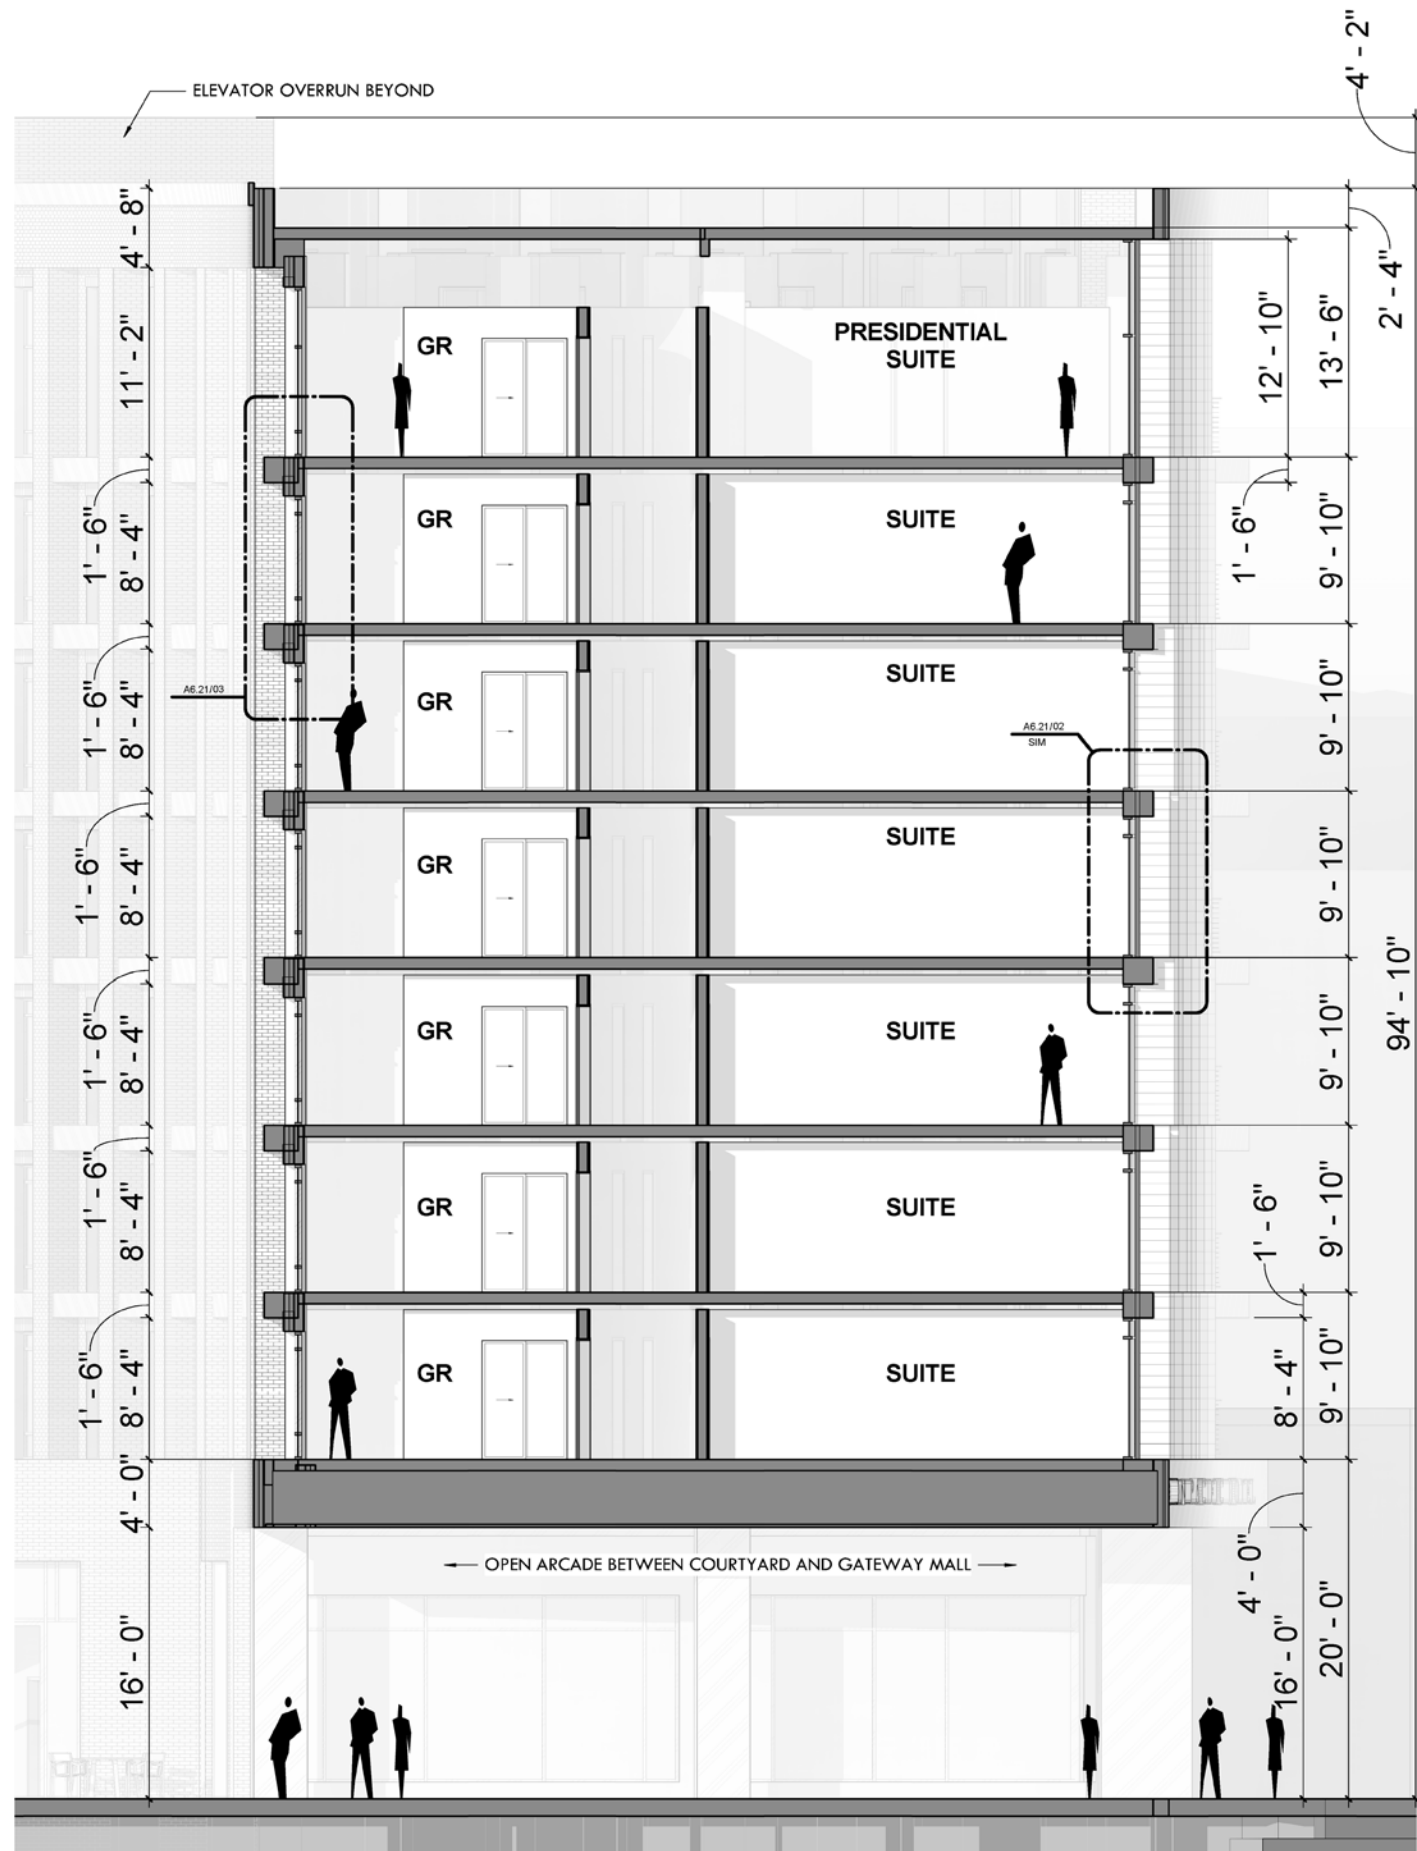 4' - 2"
ELEVATOR OVERRUN BEYOND
4' - 8"
2' - 4"
11' - 2"
GR
PRESIDENTIAL
SUITE
12' - 10"
13' - 6"
1' - 6"
8' - 4"
GR
SUITE
1' - 6"
9' - 10"
1' - 6"
8' - 4"
A6.21/03
GR
SUITE
A6.21/02
SIM
9' - 10"
1' - 6"
8' - 4"
GR
SUITE
9' - 10"
94' - 10"
1' - 6"
8' - 4"
GR
SUITE
9' - 10"
1' - 6"
8' - 4"
GR
SUITE
1' - 6"
9' - 10"
1' - 6"
8' - 4"
GR
SUITE
8' - 4"
9' - 10"
4' - 0"
OPEN ARCADE BETWEEN COURTYARD AND GATEWAY MALL
4' - 0"
16' - 0"
16' - 0"
20' - 0"